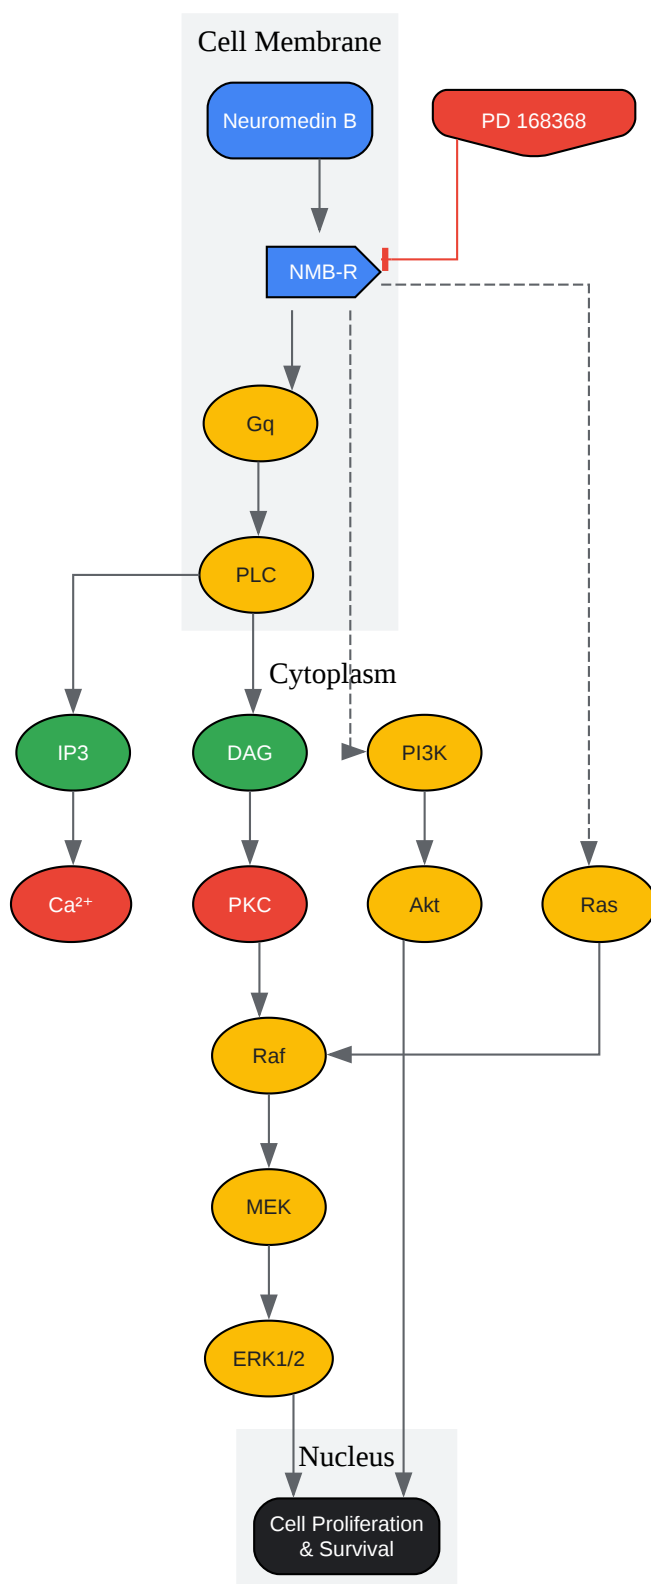 Cell Membrane
Neuromedin B
PD 168368
NMB-R
Gq
PLC
Cytoplasm
IP3
DAG
PI3K
Ca²⁺
PKC
Akt
Ras
Raf
MEK
ERK1/2
Nucleus
Cell Proliferation
& Survival